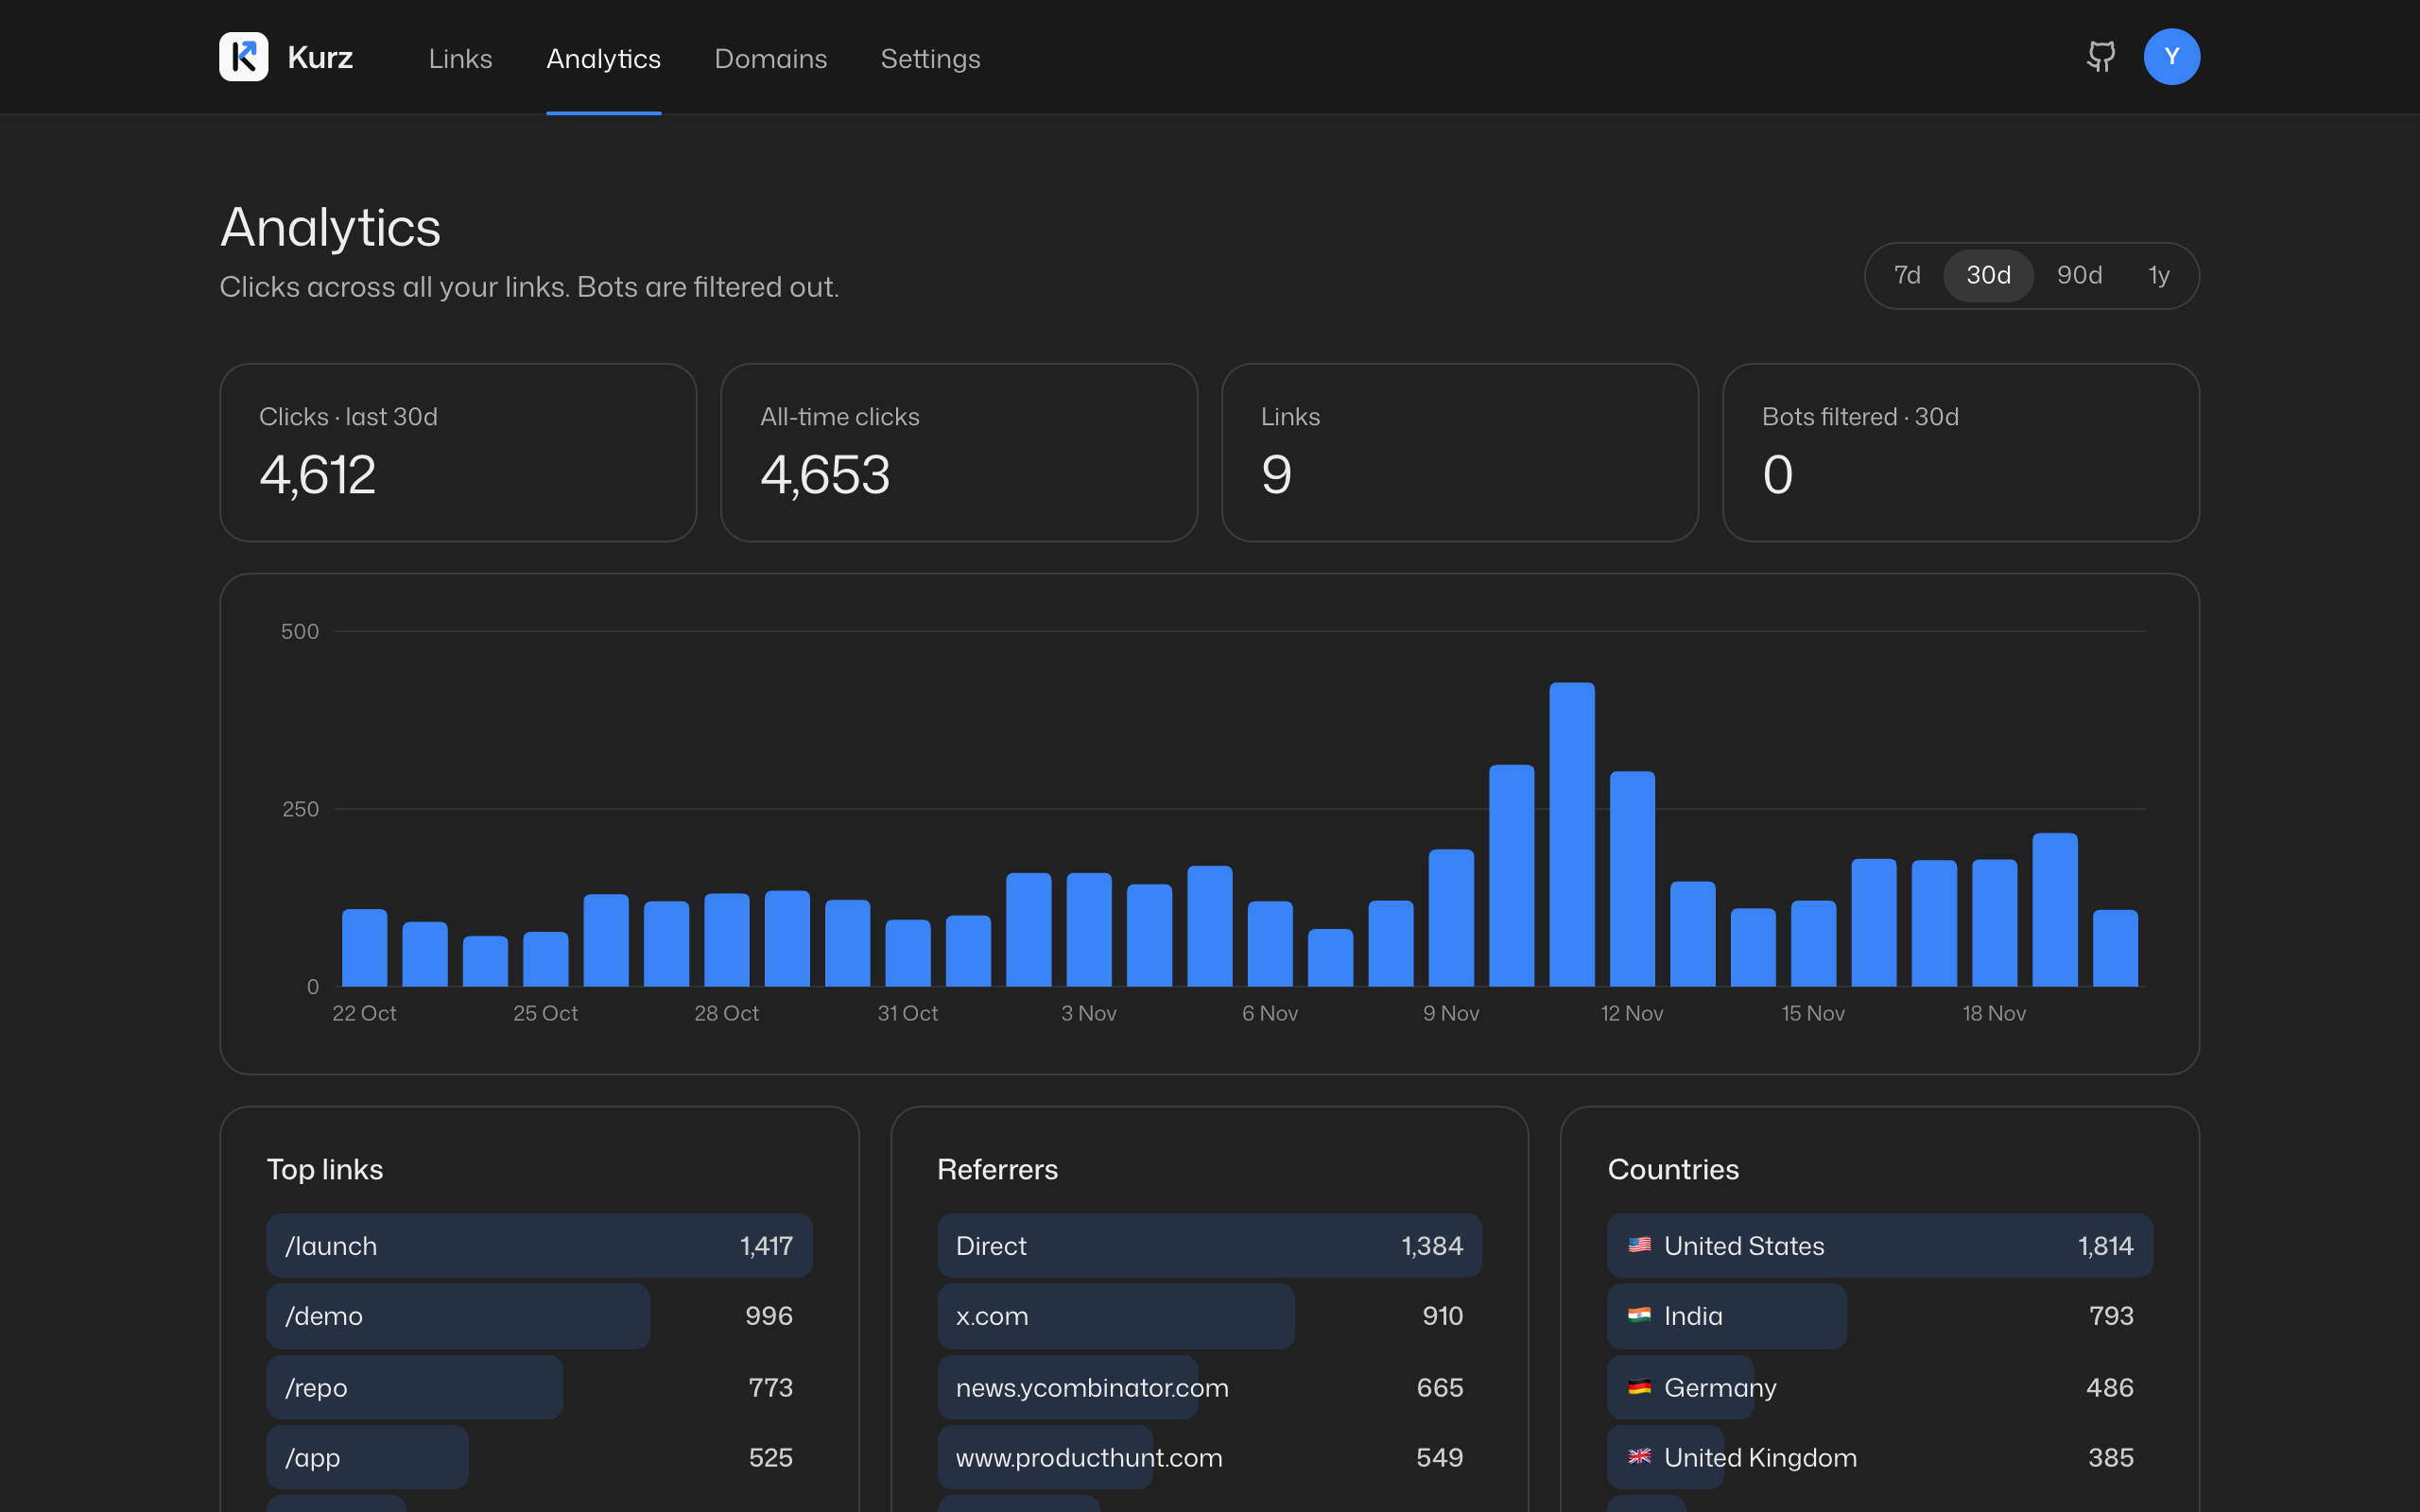 Kurz
Links
Analytics
Domains
Settings
Y
Analytics
Clicks across all your links. Bots are filtered out.
7d
30d
90d
1y
Clicks · last 30d
4,612
All-time clicks
4,653
Links
9
Bots filtered · 30d
0
500
250
0
22 Oct
25 Oct
28 Oct
31 Oct
3 Nov
6 Nov
9 Nov
12 Nov
15 Nov
18 Nov
Top links
/launch 1,417
/demo 996
/repo 773
/app 525
Referrers
Direct 1,384
x.com 910
news.ycombinator.com 665
www.producthunt.com 549
Countries
United States 1,814
India 793
Germany 486
United Kingdom 385